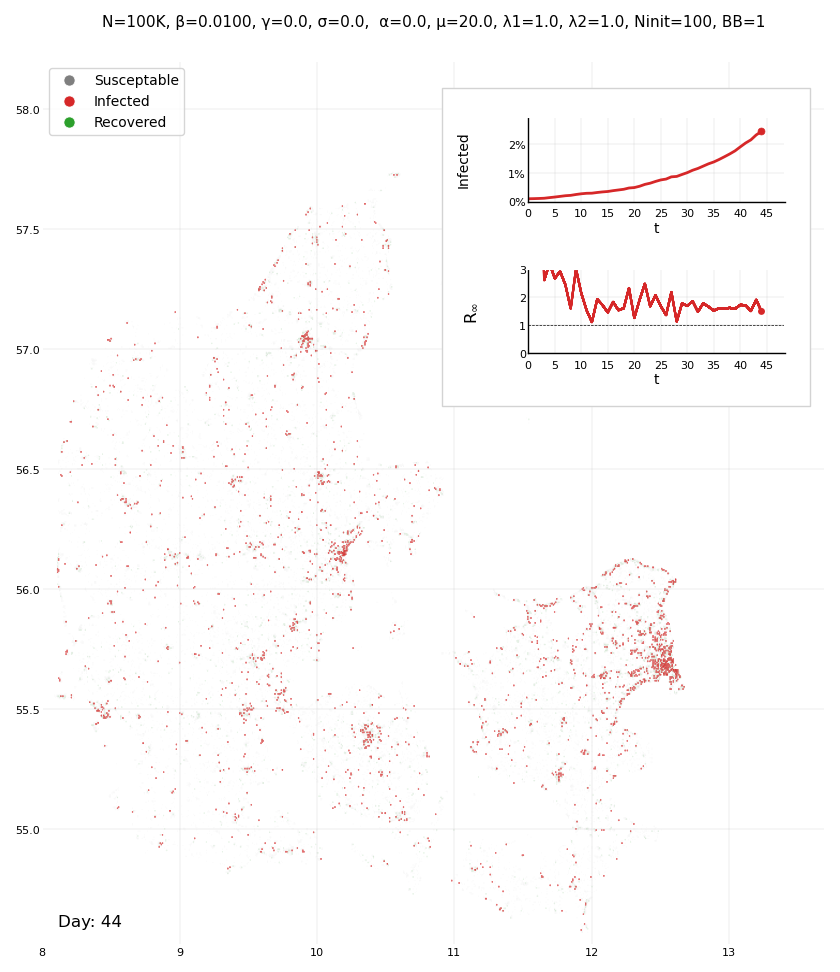 N=100K, β=0.0100, γ=0.0, σ=0.0, α=0.0, μ=20.0, λ1=1.0, λ2=1.0, Ninit=100, BB=1
Susceptable
Infected
Recovered
58.0
57.5
57.0
56.5
56.0
55.5
55.0
8 9 10 11 12 13
Day: 44
Infected
2%
1%
0%
0 5 10 15 20 25 30 35 40 45
t
R∞
3
2
1
0
0 5 10 15 20 25 30 35 40 45
t